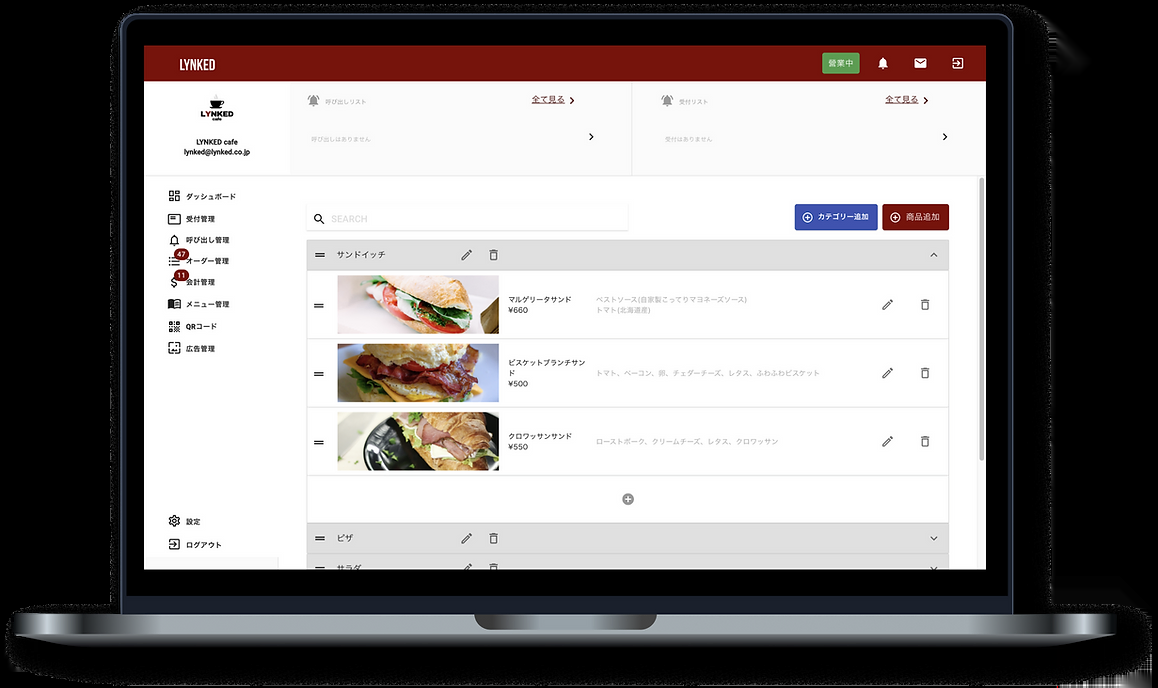 LYNKED
営業中
LYNKED
cafe
LYNKED cafe
lynked@lynked.co.jp
呼び出しリスト
全て見る
呼び出しはありません
受付リスト
全て見る
受付はありません
ダッシュボード
受付管理
呼び出し管理
47
オーダー管理
11
会計管理
メニュー管理
QRコード
広告管理
設定
ログアウト
SEARCH
カテゴリー追加
商品追加
サンドイッチ
マルゲリータサンド
¥660
ペストソース(自家製こってりマヨネーズソース)
トマト(北海道産)
ビスケットブランチサン
ド
¥500
トマト、ベーコン、卵、チェダーチーズ、レタス、ふわふわビスケット
クロワッサンサンド
¥550
ローストポーク、クリームチーズ、レタス、クロワッサン
ピザ
サラダ